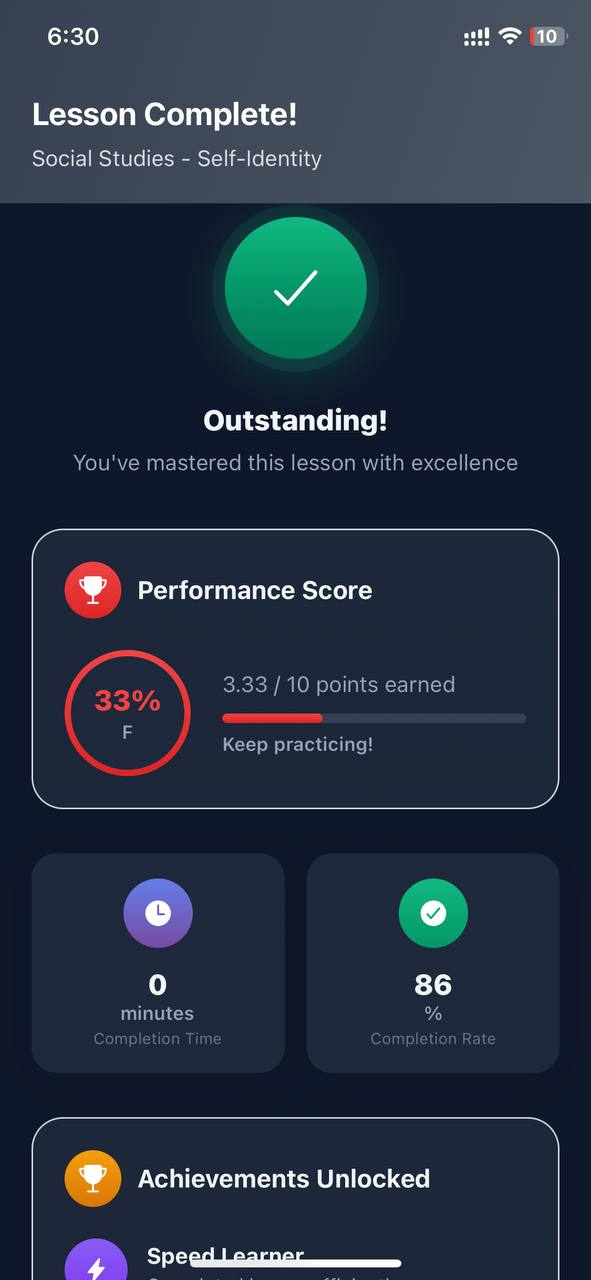 6:30
10
Lesson Complete!
Social Studies - Self-Identity
Outstanding!
You've mastered this lesson with excellence
Performance Score
33%
F
3.33 / 10 points earned
Keep practicing!
0
minutes
Completion Time
86
%
Completion Rate
Achievements Unlocked
Speed Learner